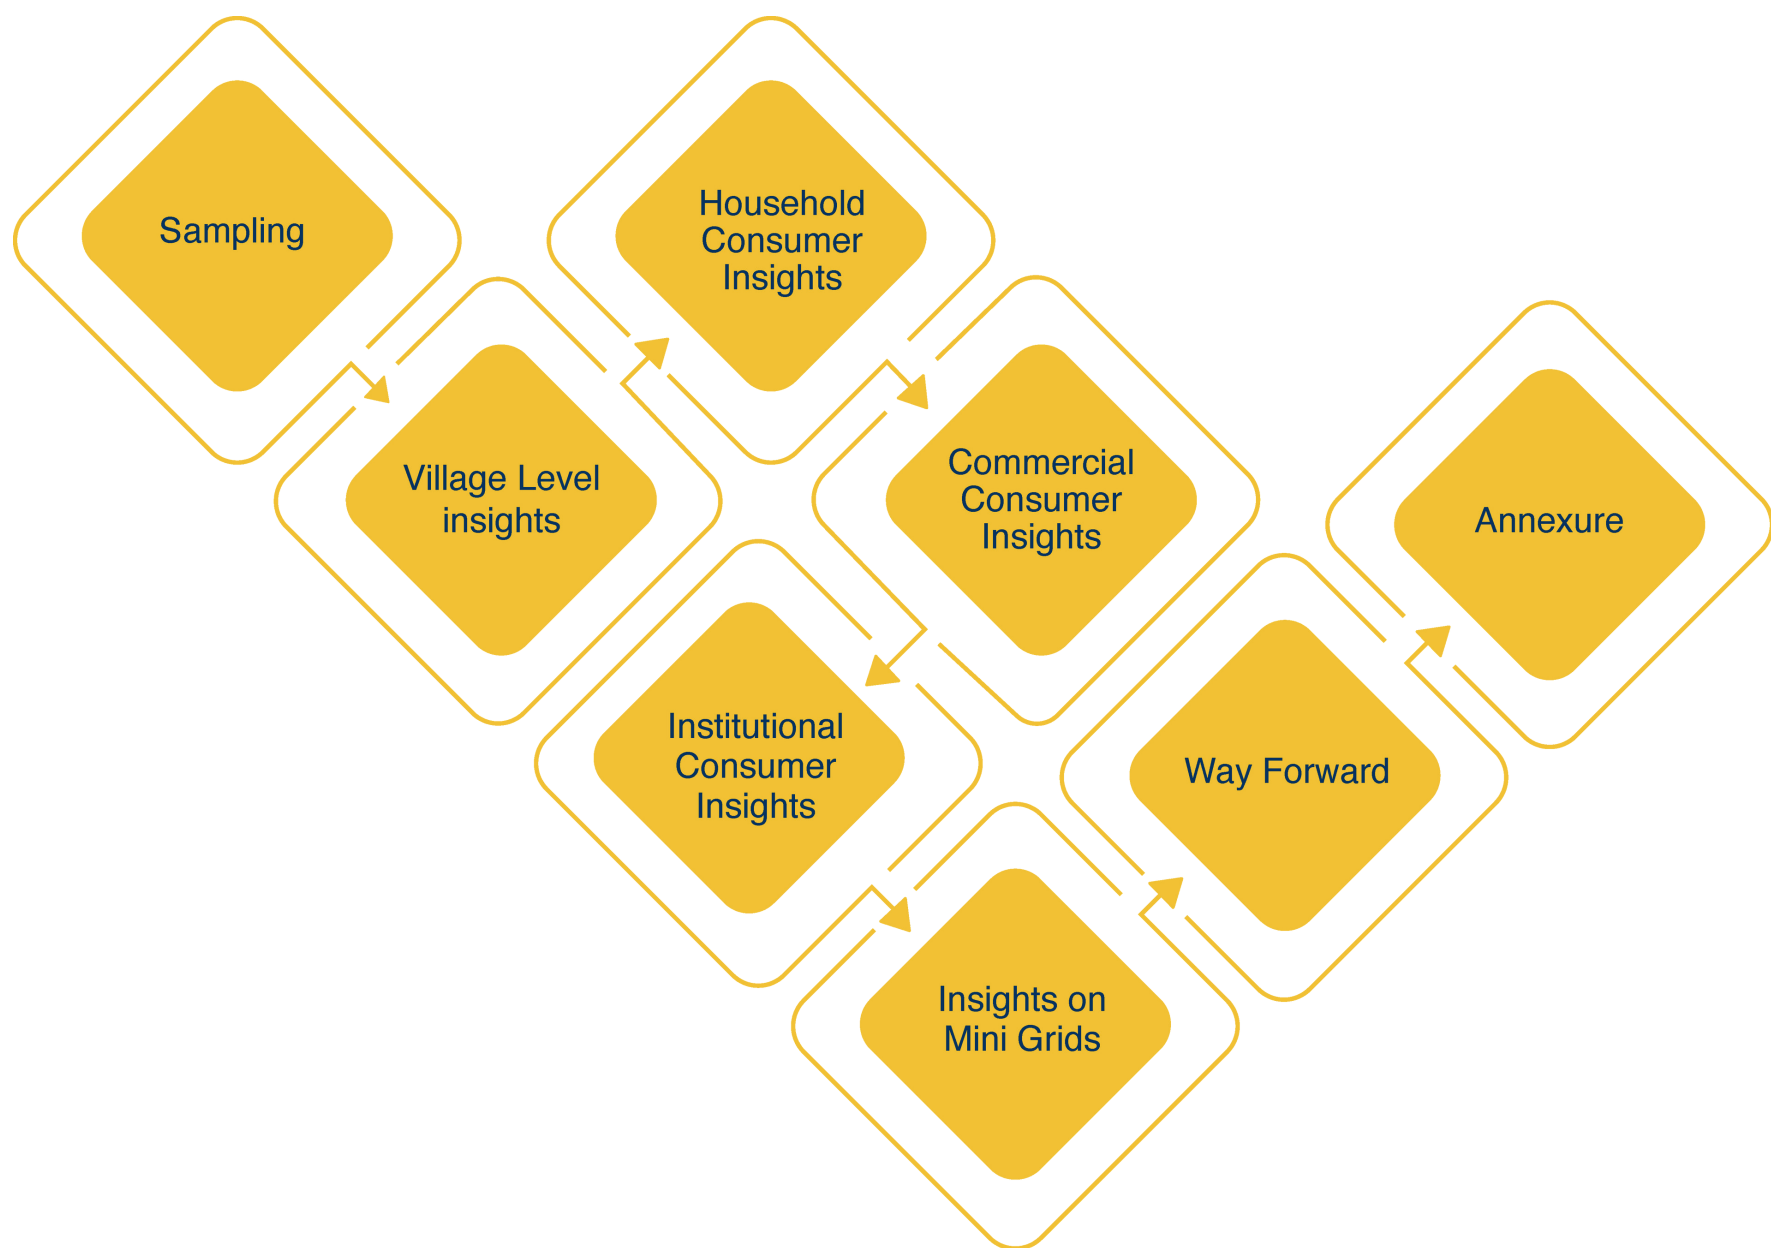 Sampling
Village Level
insights
Household
Consumer
Insights
Commercial
Consumer
Insights
Institutional
Consumer
Insights
Insights on
Mini Grids
Way Forward
Annexure